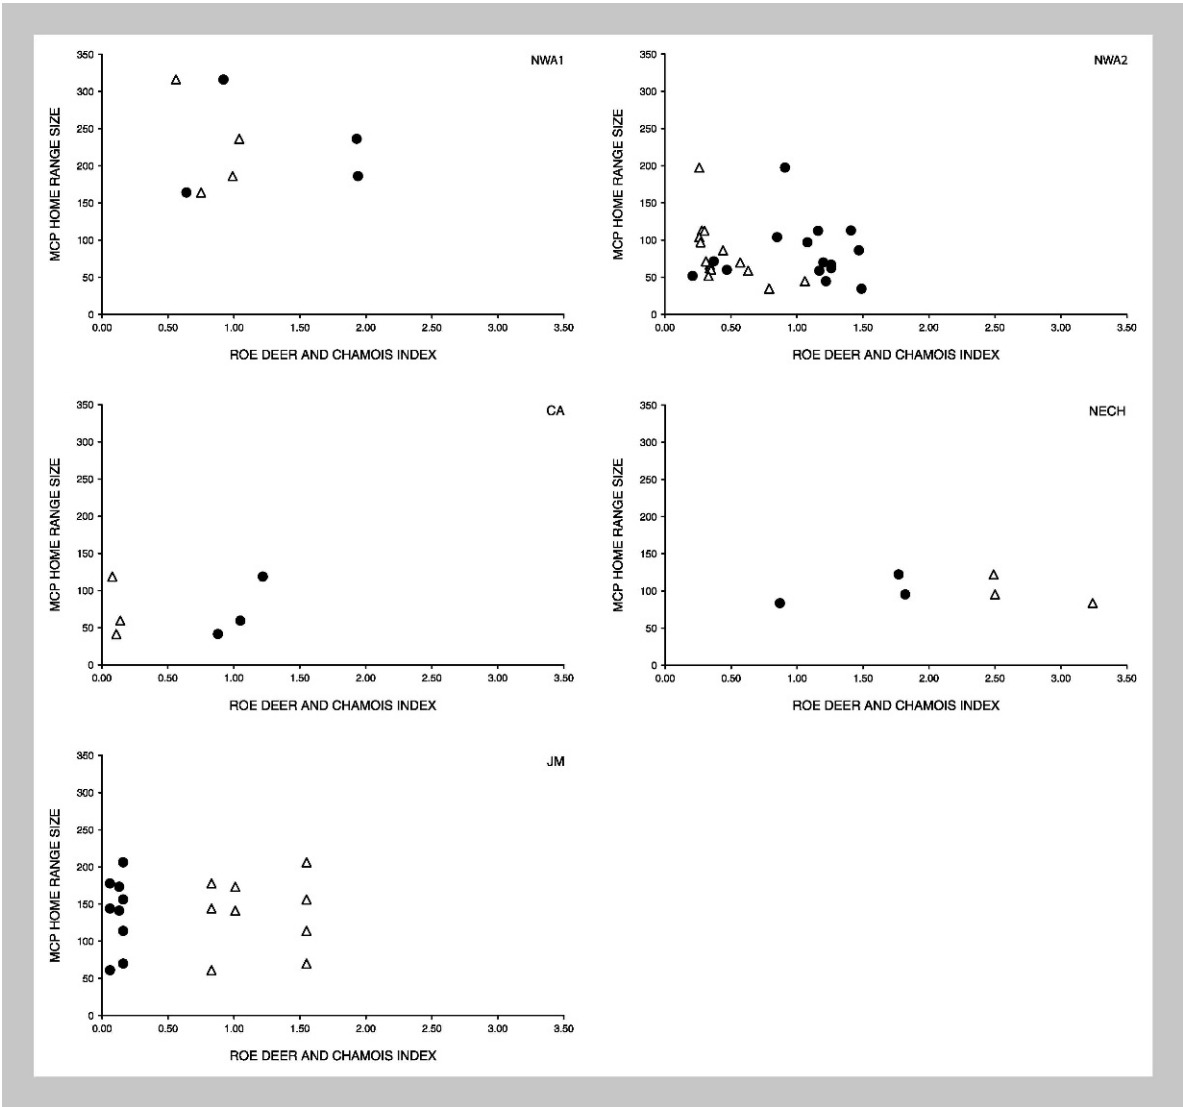 NWA1
MCP HOME RANGE SIZE
350
300
250
200
150
100
50
0
0.00 0.50 1.00 1.50 2.00 2.50 3.00 3.50
ROE DEER AND CHAMOIS INDEX
NWA2
MCP HOME RANGE SIZE
350
300
250
200
150
100
50
0
0.00 0.50 1.00 1.50 2.00 2.50 3.00 3.50
ROE DEER AND CHAMOIS INDEX
CA
MCP HOME RANGE SIZE
350
300
250
200
150
100
50
0
0.00 0.50 1.00 1.50 2.00 2.50 3.00 3.50
ROE DEER AND CHAMOIS INDEX
NECH
MCP HOME RANGE SIZE
350
300
250
200
150
100
50
0
0.00 0.50 1.00 1.50 2.00 2.50 3.00 3.50
ROE DEER AND CHAMOIS INDEX
JM
MCP HOME RANGE SIZE
350
300
250
200
150
100
50
0
0.00 0.50 1.00 1.50 2.00 2.50 3.00 3.50
ROE DEER AND CHAMOIS INDEX